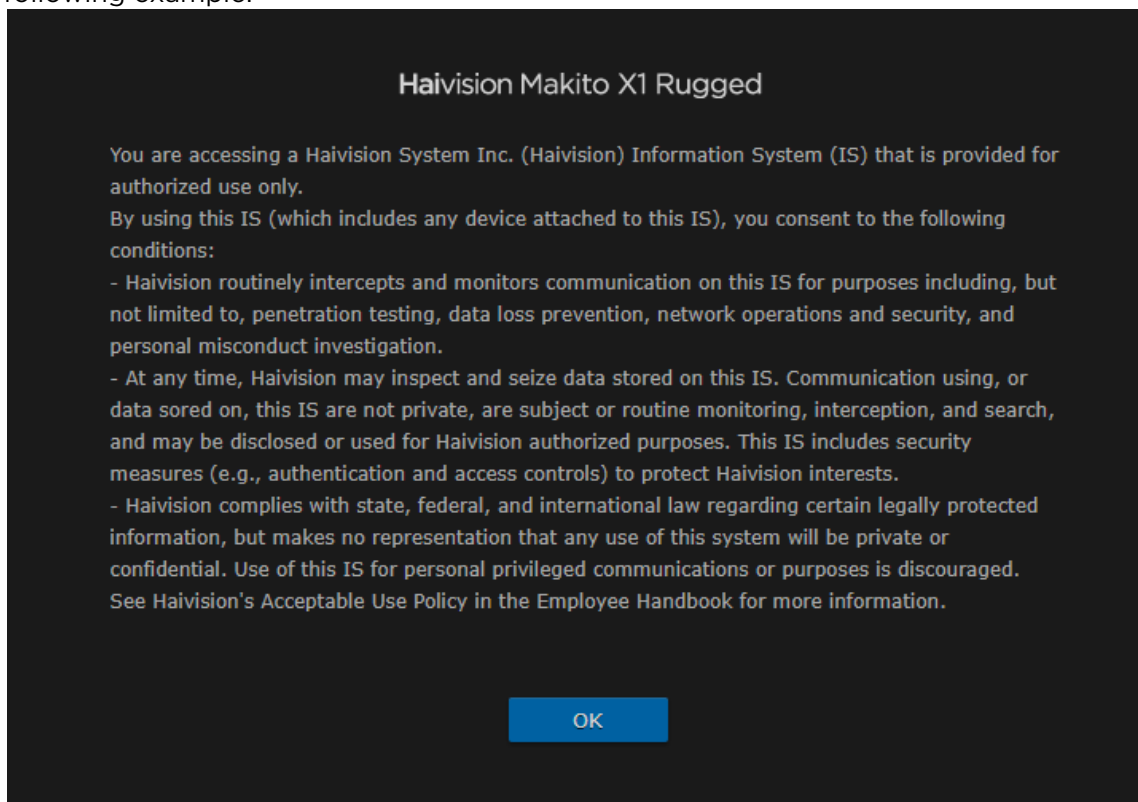 following example.
Haivision Makito X1 Rugged
You are accessing a Haivision System Inc. (Haivision) Information System (IS) that is provided for
authorized use only.
By using this IS (which includes any device attached to this IS), you consent to the following
conditions:
- Haivision routinely intercepts and monitors communication on this IS for purposes including, but
not limited to, penetration testing, data loss prevention, network operations and security, and
personal misconduct investigation.
- At any time, Haivision may inspect and seize data stored on this IS. Communication using, or
data sored on, this IS are not private, are subject or routine monitoring, interception, and search,
and may be disclosed or used for Haivision authorized purposes. This IS includes security
measures (e.g., authentication and access controls) to protect Haivision interests.
- Haivision complies with state, federal, and international law regarding certain legally protected
information, but makes no representation that any use of this system will be private or
confidential. Use of this IS for personal privileged communications or purposes is discouraged.
See Haivision's Acceptable Use Policy in the Employee Handbook for more information.
OK